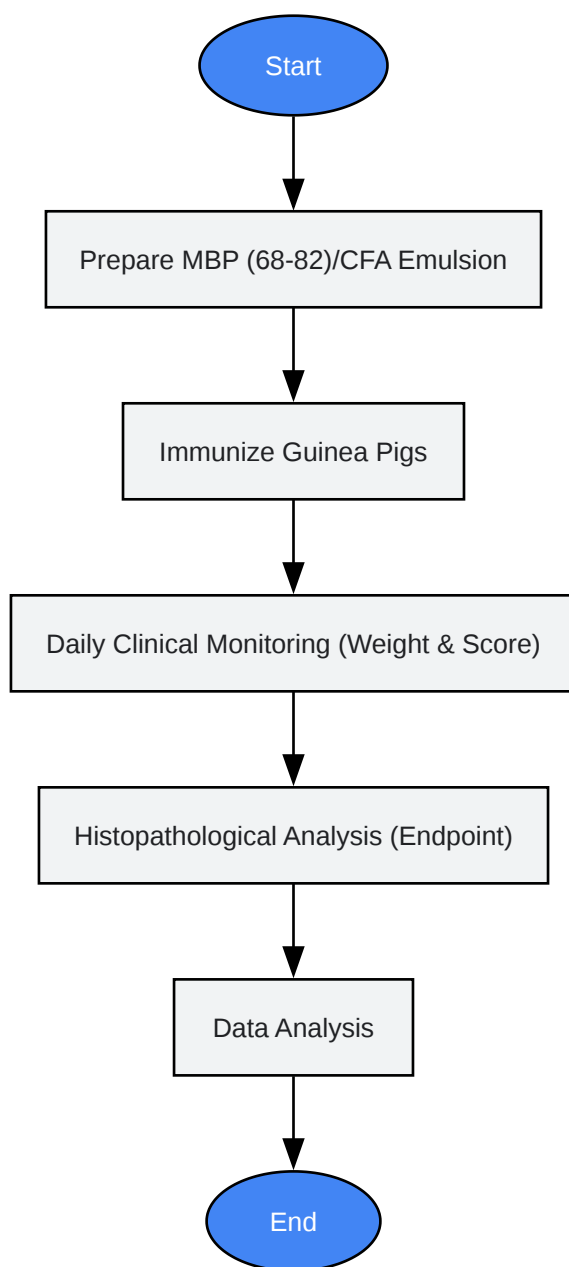 Start
Prepare MBP (68-82)/CFA Emulsion
Immunize Guinea Pigs
Daily Clinical Monitoring (Weight & Score)
Histopathological Analysis (Endpoint)
Data Analysis
End